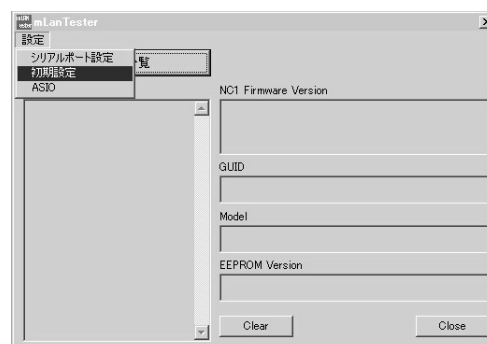 mLanTester
設定
シリアルポート設定
初期設定
ASIO
覧
NC1 Firmware Version
GUID
Model
EEPROM Version
Clear
Close